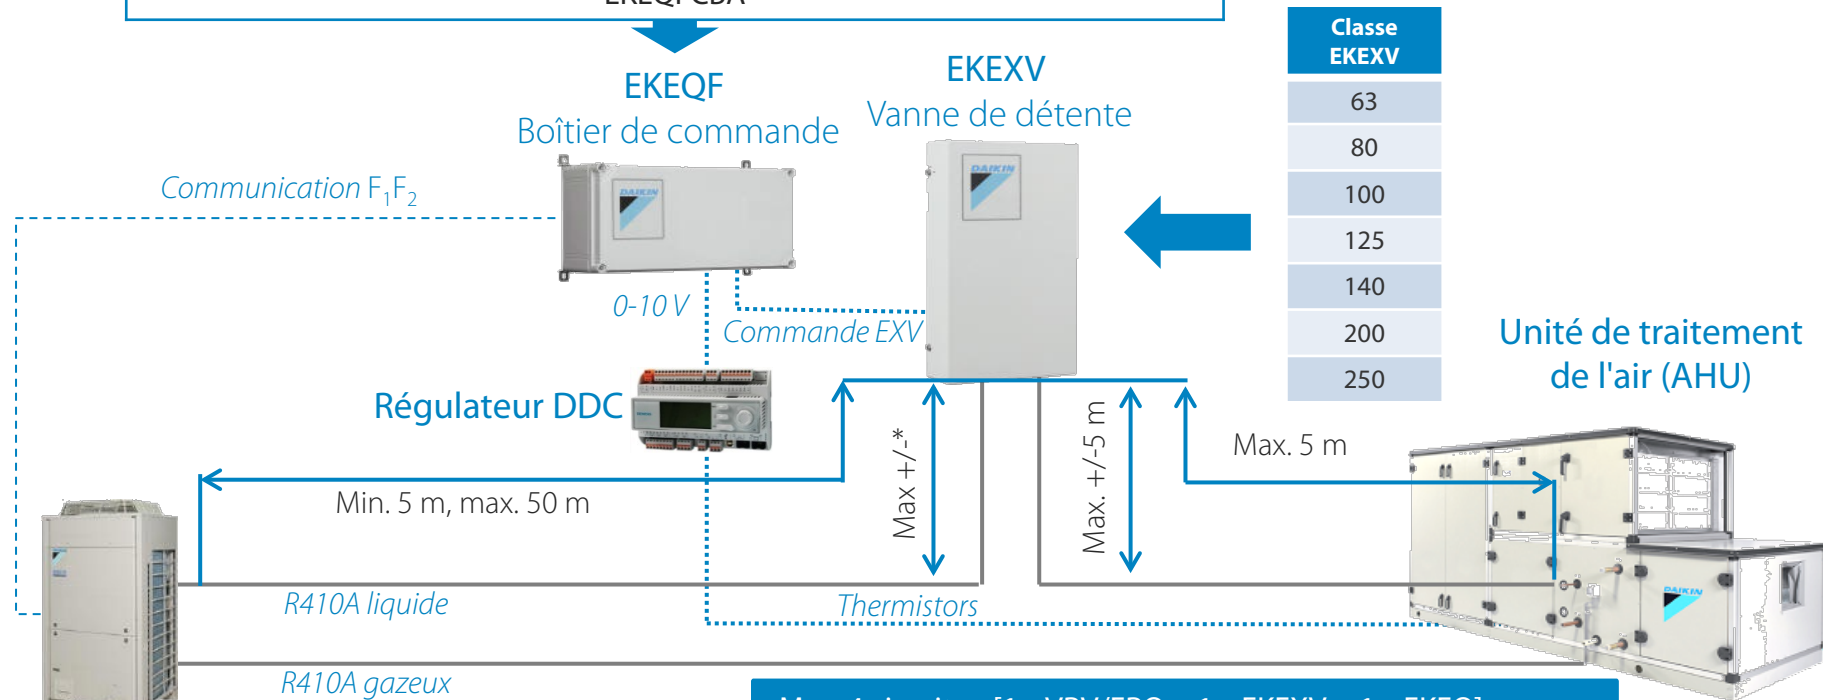 EKEQF
Boîtier de commande
EKEXV
Vanne de détente
Classe
EKEXV
63
80
100
125
140
200
250
Communication F₁F₂
DAIKIN
DAIKIN
0-10 V
Commande EXV
Régulateur DDC
Unité de traitement
de l'air (AHU)
Min. 5 m, max. 50 m
Max +/-*
Max. +/-5 m
Max. 5 m
R410A liquide
Thermistors
R410A gazeux
DAIKIN